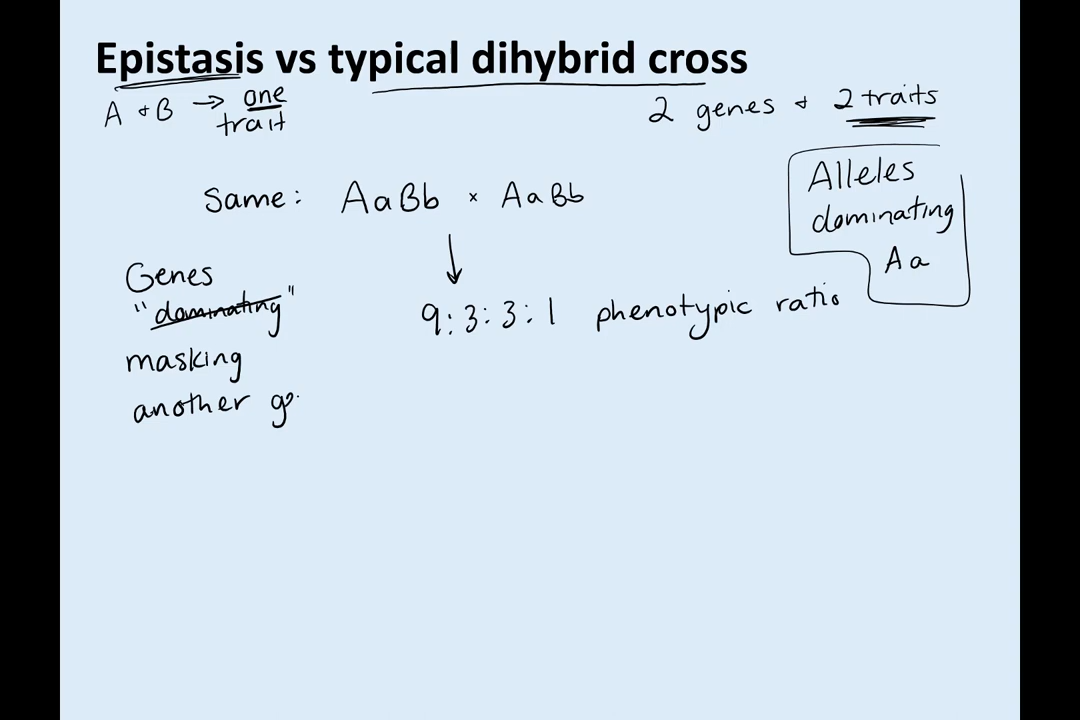 Epistasis vs typical dihybrid cross
A & B → one trait
2 genes & 2 traits
Same: AaBb × AaBb
Alleles
dominating
Aa
Genes
"dominating"
masking
another
9:3:3:1 phenotypic ratio